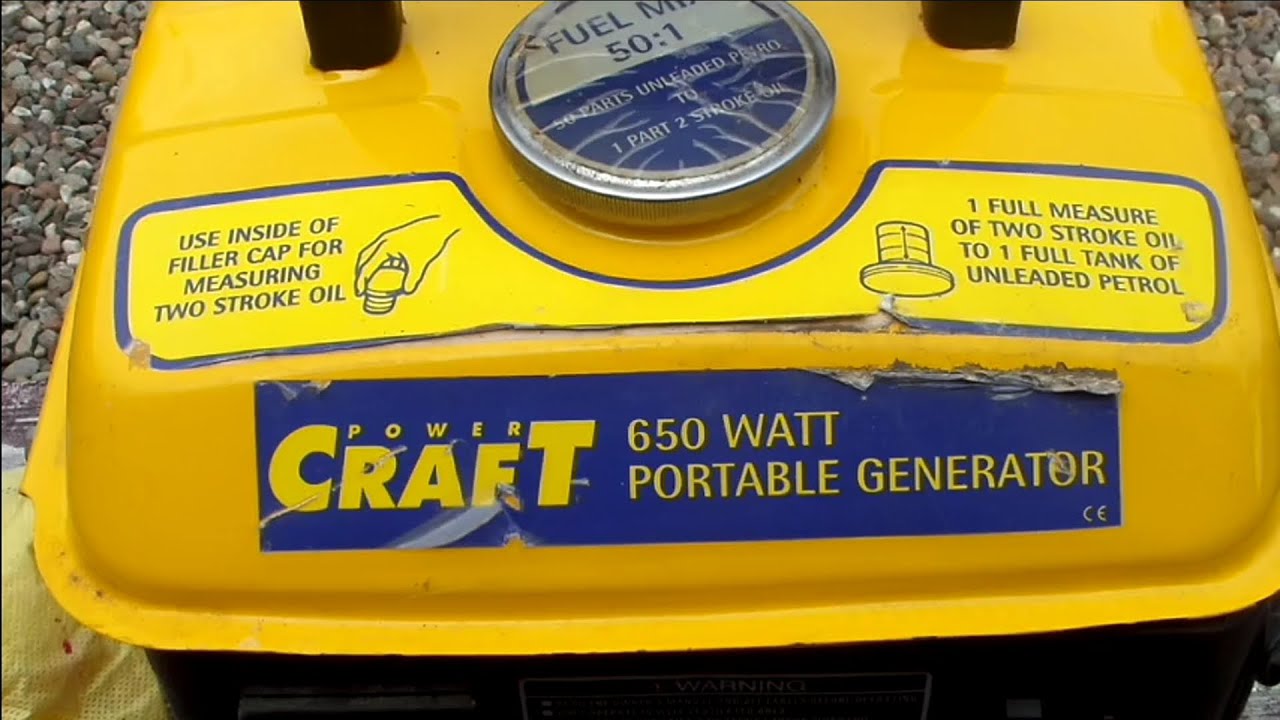 FUEL MIX
50:1
50 PARTS UNLEADED PETRO
TO
1 PART 2 STROKE OIL
USE INSIDE OF
FILLER CAP FOR
MEASURING
TWO STROKE OIL
1 FULL MEASURE
OF TWO STROKE OIL
TO 1 FULL TANK OF
UNLEADED PETROL
POWER
CRAFT
650 WATT
PORTABLE GENERATOR
CE
! WARNING